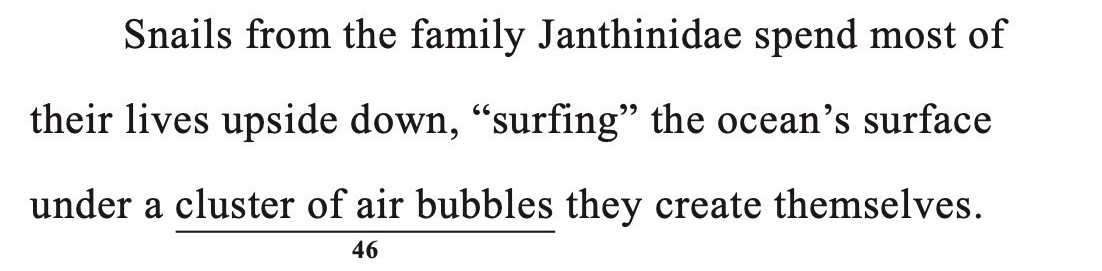 Snails from the family Janthinidae spend most of
their lives upside down, “surfing” the ocean’s surface
under a cluster of air bubbles they create themselves.
46